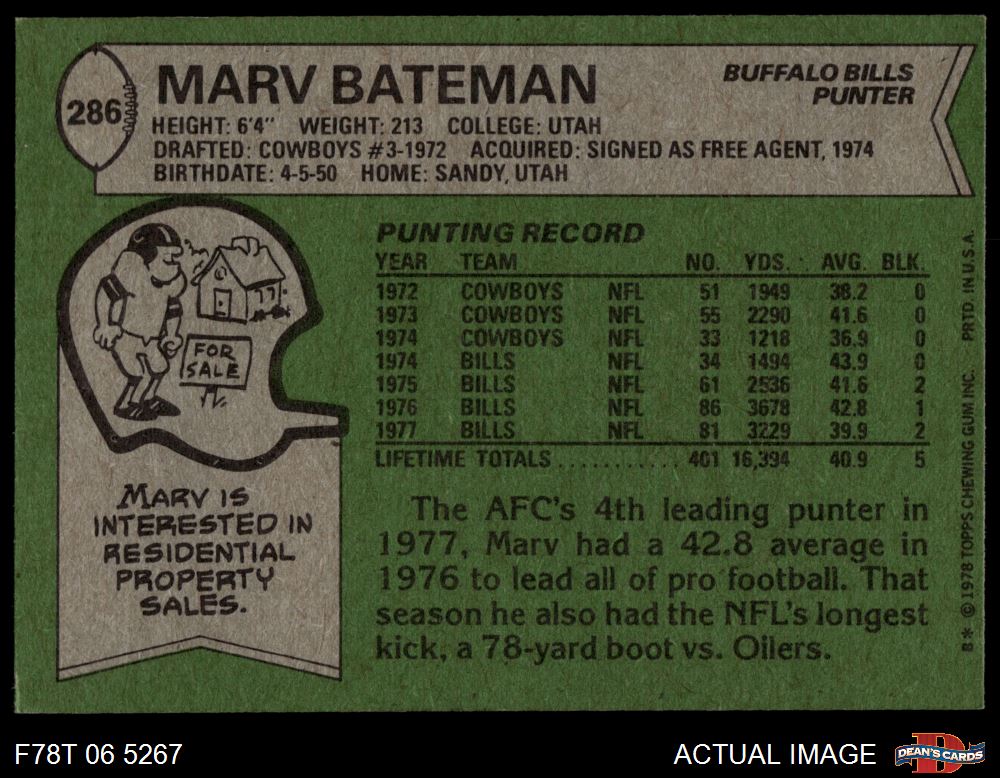 286
MARV BATEMAN
BUFFALO BILLS
PUNTER
HEIGHT: 6'4" WEIGHT: 213 COLLEGE: UTAH
DRAFTED: COWBOYS #3-1972 ACQUIRED: SIGNED AS FREE AGENT, 1974
BIRTHDATE: 4-5-50 HOME: SANDY, UTAH
FOR
SALE
MARV IS
INTERESTED IN
RESIDENTIAL
PROPERTY
SALES.
PUNTING RECORD
YEAR TEAM NO. YDS. AVG. BLK.
1972 COWBOYS NFL 51 1949 38.2 0
1973 COWBOYS NFL 55 2290 41.6 0
1974 COWBOYS NFL 33 1218 36.9 0
1974 BILLS NFL 34 1494 43.9 0
1975 BILLS NFL 61 2536 41.6 2
1976 BILLS NFL 86 3678 42.8 1
1977 BILLS NFL 81 3229 39.9 2
LIFETIME TOTALS ............ 401 16,394 40.9 5
The AFC's 4th leading punter in
1977, Marv had a 42.8 average in
1976 to lead all of pro football. That
season he also had the NFL's longest
kick, a 78-yard boot vs. Oilers.
B* ©1978 TOPPS CHEWING GUM INC. PRTD. IN U.S.A.
F78T 06 5267
ACTUAL IMAGE
D
DEAN'S CARDS